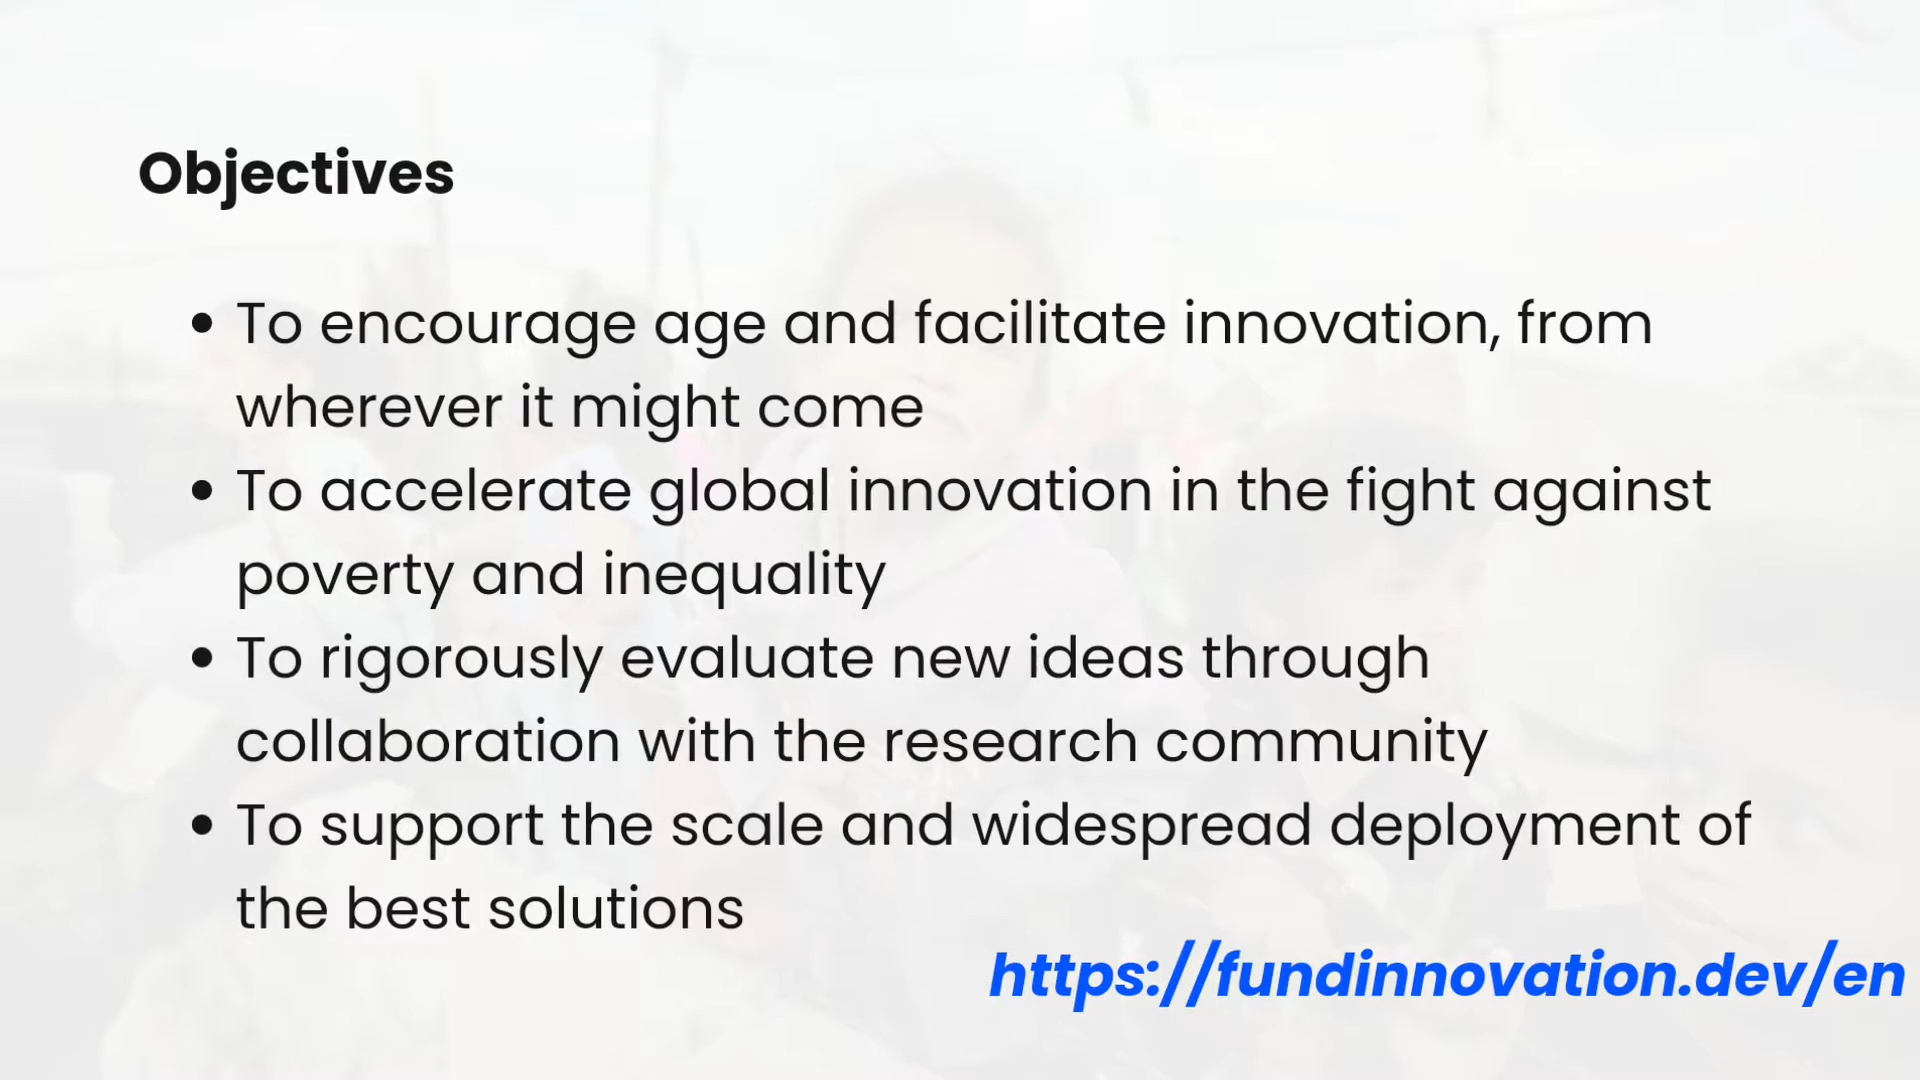 Objectives
• To encourage age and facilitate innovation, from
wherever it might come
• To accelerate global innovation in the fight against
poverty and inequality
• To rigorously evaluate new ideas through
collaboration with the research community
• To support the scale and widespread deployment of
the best solutions
https://fundinnovation.dev/en